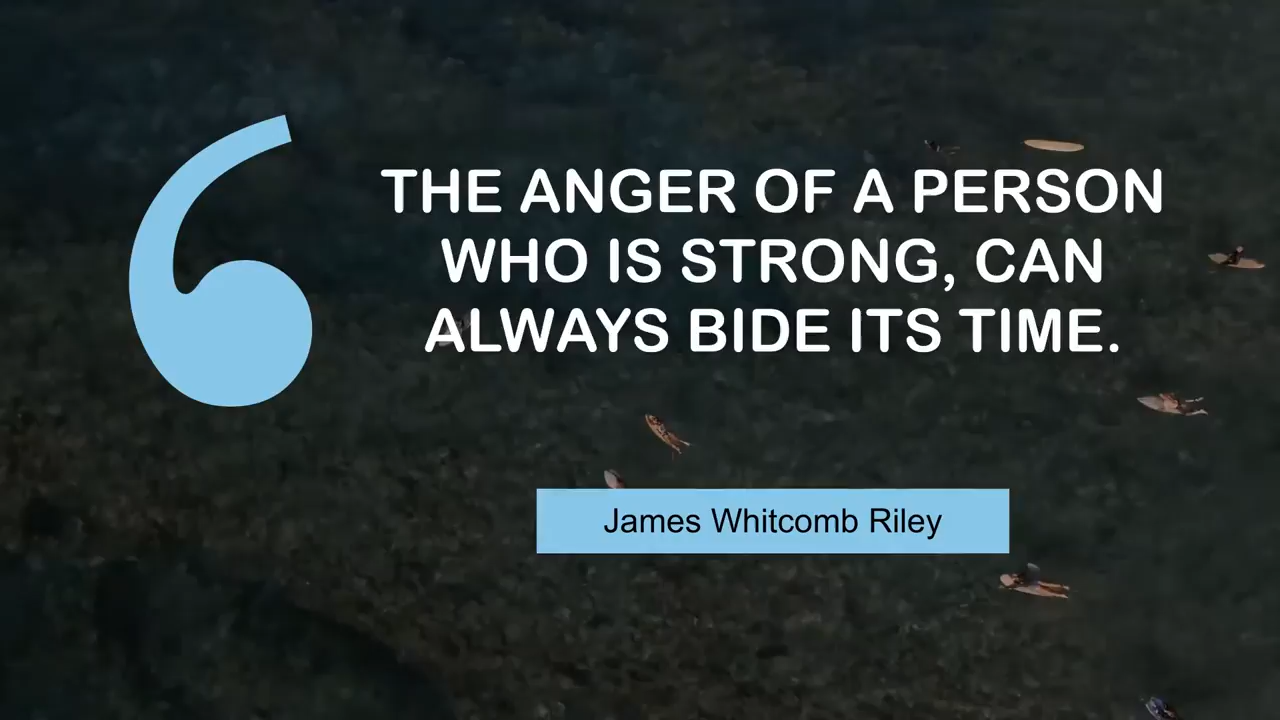 THE ANGER OF A PERSON
WHO IS STRONG, CAN
ALWAYS BIDE ITS TIME.
James Whitcomb Riley